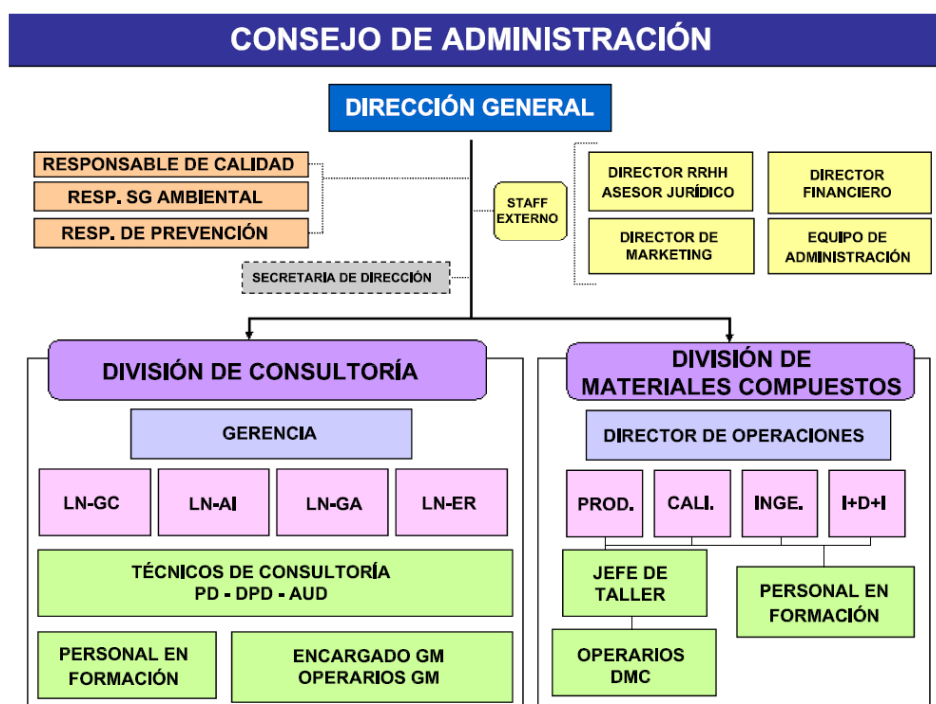 CONSEJO DE ADMINISTRACIÓN
DIRECCIÓN GENERAL
RESPONSABLE DE CALIDAD
RESP. SG AMBIENTAL
RESP. DE PREVENCIÓN
STAFF
EXTERNO
DIRECTOR RRHH
ASESOR JURÍDICO
DIRECTOR
FINANCIERO
DIRECTOR DE
MARKETING
EQUIPO DE
ADMINISTRACIÓN
SECRETARIA DE DIRECCIÓN
DIVISIÓN DE CONSULTORÍA
GERENCIA
LN-GC
LN-AI
LN-GA
LN-ER
TÉCNICOS DE CONSULTORÍA
PD - DPD - AUD
PERSONAL EN
FORMACIÓN
ENCARGADO GM
OPERARIOS GM
DIVISIÓN DE
MATERIALES COMPUESTOS
DIRECTOR DE OPERACIONES
PROD.
CALI.
INGE.
I+D+I
JEFE DE
TALLER
PERSONAL EN
FORMACIÓN
OPERARIOS
DMC